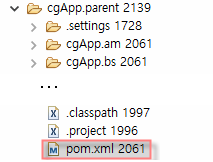 cgApp.parent 2139
.settings 1728
cgApp.am 2061
cgApp.bs 2061
...
.classpath 1997
.project 1996
pom.xml 2061